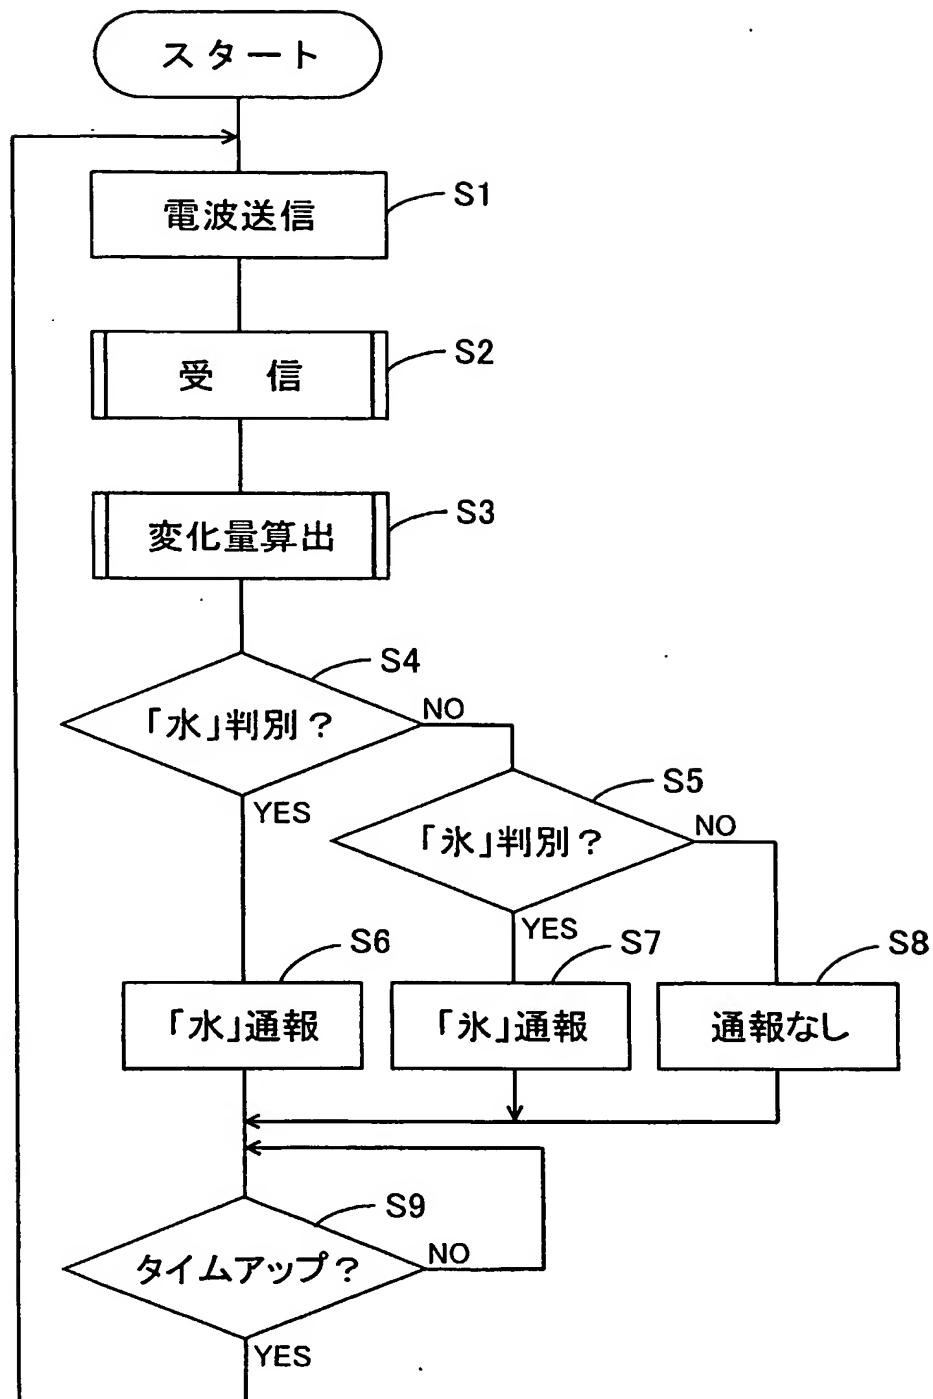 スタート
電波送信
S1
受 信
S2
変化量算出
S3
「水」判別？
S4
NO
YES
「氷」判別？
S5
NO
YES
「水」通報
S6
「氷」通報
S7
通報なし
S8
タイムアップ？
S9
NO
YES